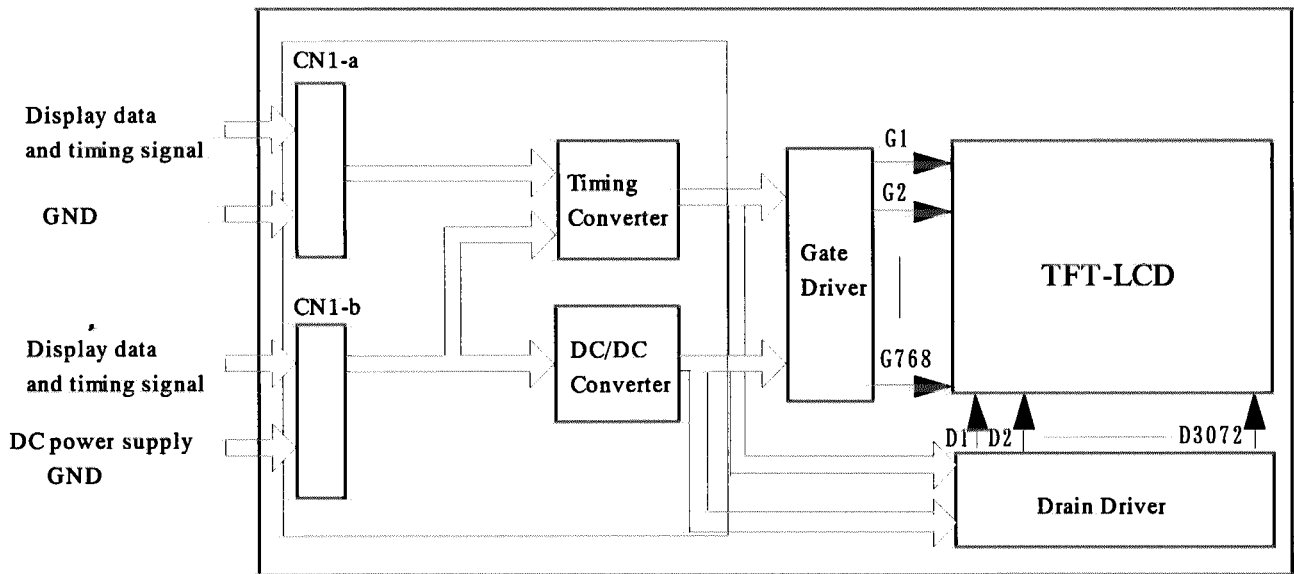 CN1-a
Display data
and timing signal
GND
Timing
Converter
G1
G2
G768
Gate
Driver
TFT-LCD
CN1-b
Display data
and timing signal
DC power supply
GND
DC/DC
Converter
D1 D2 D3072
Drain Driver